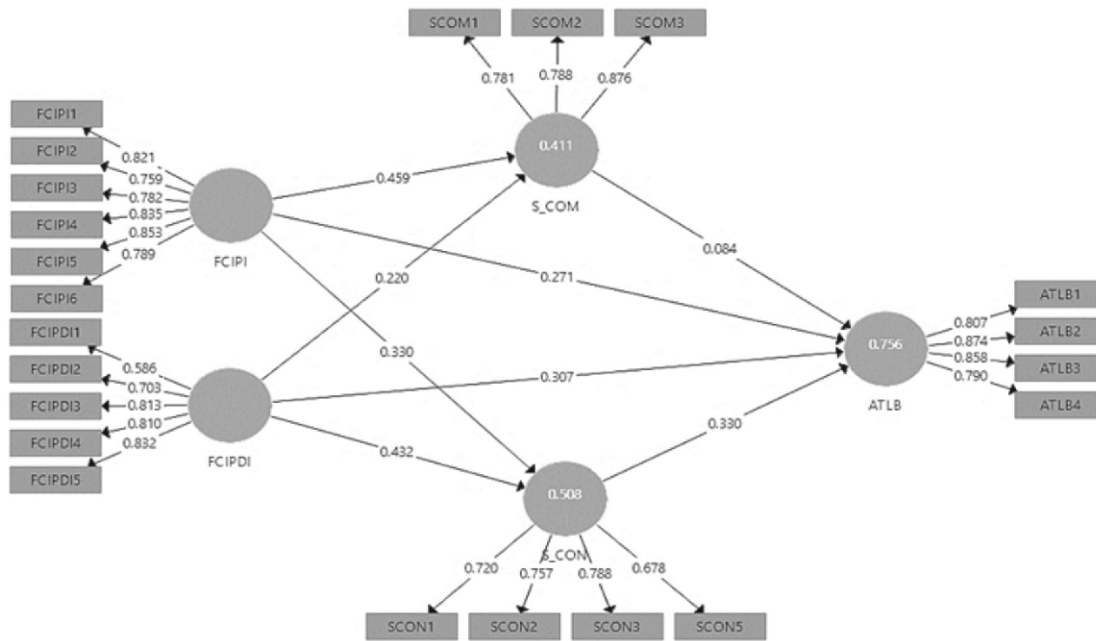 SCOM1 SCOM2 SCOM3
0.781 0.788 0.876
FCIPI1
FCIPI2
FCIPI3
FCIPI4
FCIPI5
FCIPI6
0.821
0.759
0.782
0.835
0.853
0.789
FCIPI
0.411
S_COM
0.459
0.220
0.084
0.271
0.330
0.307
0.432
0.330
FCIPDI1
FCIPDI2
FCIPDI3
FCIPDI4
FCIPDI5
0.586
0.703
0.813
0.810
0.832
FCIPDI
0.756
ATLB
0.807
0.874
0.858
0.790
ATLB1
ATLB2
ATLB3
ATLB4
0.508
S_CON
0.720 0.757 0.788 0.678
SCON1 SCON2 SCON3 SCON5